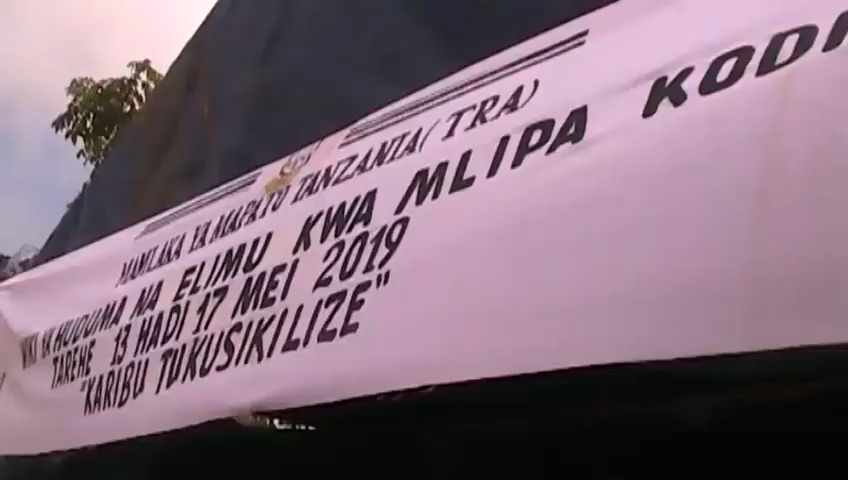 MAMLAKA YA MAPATO TANZANIA (TRA)
WIKI YA HUDUMA NA ELIMU KWA MLIPA KODI
TAREHE 13 HADI 17 MEI 2019
"KARIBU TUKUSIKILIZE"